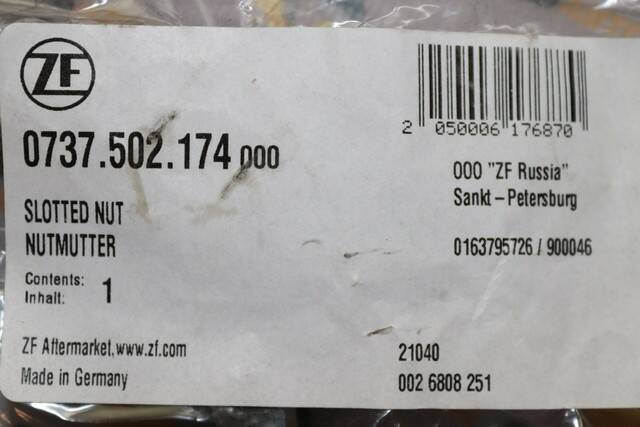 ZF
0737.502.174 000
SLOTTED NUT
NUTMUTTER
Contents:
Inhalt: 1
ZF Aftermarket, www.zf.com
Made in Germany
2 050006 176870
OOO "ZF Russia"
Sankt-Petersburg
0163795726 / 900046
21040
002 6808 251